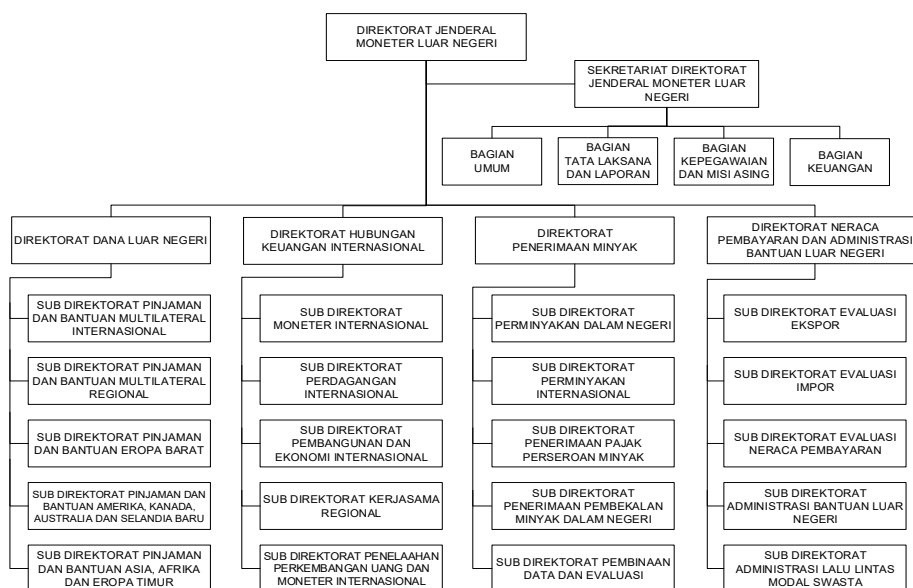 DIREKTORAT JENDERAL
MONETER LUAR NEGERI
SEKRETARIAT DIREKTORAT
JENDERAL MONETER LUAR
NEGERI
BAGIAN
UMUM
BAGIAN
TATA LAKSANA
DAN LAPORAN
BAGIAN
KEPEGAWAIAN
DAN MISI ASING
BAGIAN
KEUANGAN
DIREKTORAT DANA LUAR NEGERI
DIREKTORAT HUBUNGAN
KEUANGAN INTERNASIONAL
DIREKTORAT
PENERIMAAN MINYAK
DIREKTORAT NERACA
PEMBAYARAN DAN ADMINISTRASI
BANTUAN LUAR NEGERI
SUB DIREKTORAT PINJAMAN
DAN BANTUAN MULTILATERAL
INTERNASIONAL
SUB DIREKTORAT PINJAMAN
DAN BANTUAN MULTILATERAL
REGIONAL
SUB DIREKTORAT PINJAMAN
DAN BANTUAN EROPA BARAT
SUB DIREKTORAT PINJAMAN DAN
BANTUAN AMERIKA, KANADA,
AUSTRALIA DAN SELANDIA BARU
SUB DIREKTORAT PINJAMAN
DAN BANTUAN ASIA, AFRIKA
DAN EROPA TIMUR
SUB DIREKTORAT
MONETER INTERNASIONAL
SUB DIREKTORAT
PERDAGANGAN
INTERNASIONAL
SUB DIREKTORAT
PEMBANGUNAN DAN
EKONOMI INTERNASIONAL
SUB DIREKTORAT KERJASAMA
REGIONAL
SUB DIREKTORAT PENELAAHAN
PERKEMBANGAN UANG DAN
MONETER INTERNASIONAL
SUB DIREKTORAT
PERMINYAKAN DALAM NEGERI
SUB DIREKTORAT
PERMINYAKAN
INTERNASIONAL
SUB DIREKTORAT
PENERIMAAN PAJAK
PERSEROAN MINYAK
SUB DIREKTORAT
PENERIMAAN PEMBEKALAN
MINYAK DALAM NEGERI
SUB DIREKTORAT PEMBINAAN
DATA DAN EVALUASI
SUB DIREKTORAT EVALUASI
EKSPOR
SUB DIREKTORAT EVALUASI
IMPOR
SUB DIREKTORAT EVALUASI
NERACA PEMBAYARAN
SUB DIREKTORAT
ADMINISTRASI BANTUAN LUAR
NEGERI
SUB DIREKTORAT
ADMINISTRASI LALU LINTAS
MODAL SWASTA